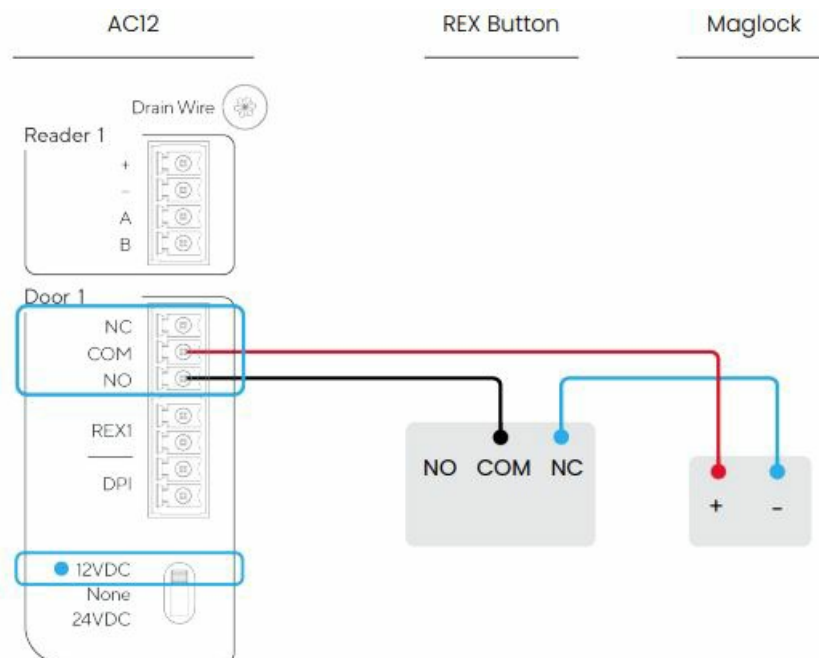 AC12
REX Button
Maglock
Drain Wire
Reader 1
+
−
A
B
Door 1
NC
COM
NO
REX1
DPI
NO COM NC
+ -
12VDC
None
24VDC